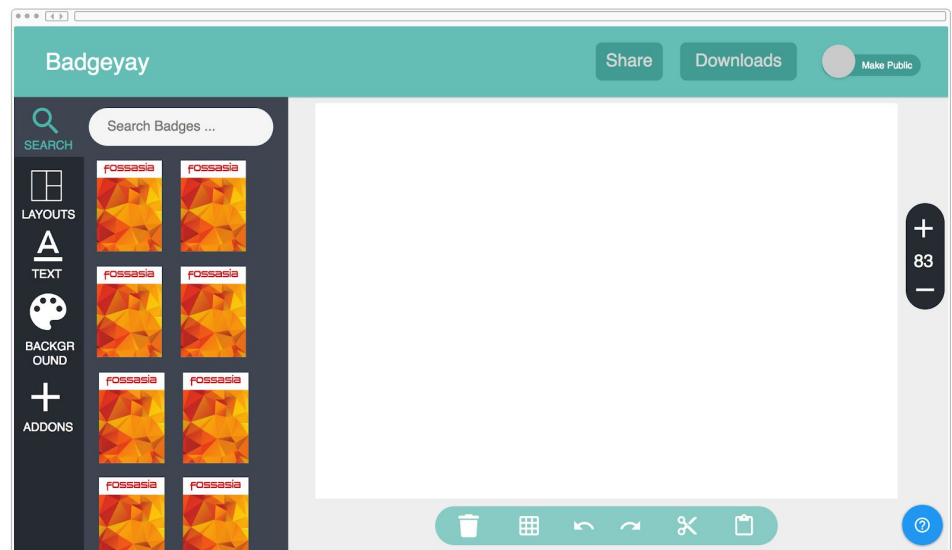 Badgeyay
Share
Downloads
Make Public
SEARCH
Search Badges ...
LAYOUTS
TEXT
BACKGR
OUND
ADDONS
fossasia fossasia
fossasia fossasia
fossasia fossasia
fossasia fossasia
83